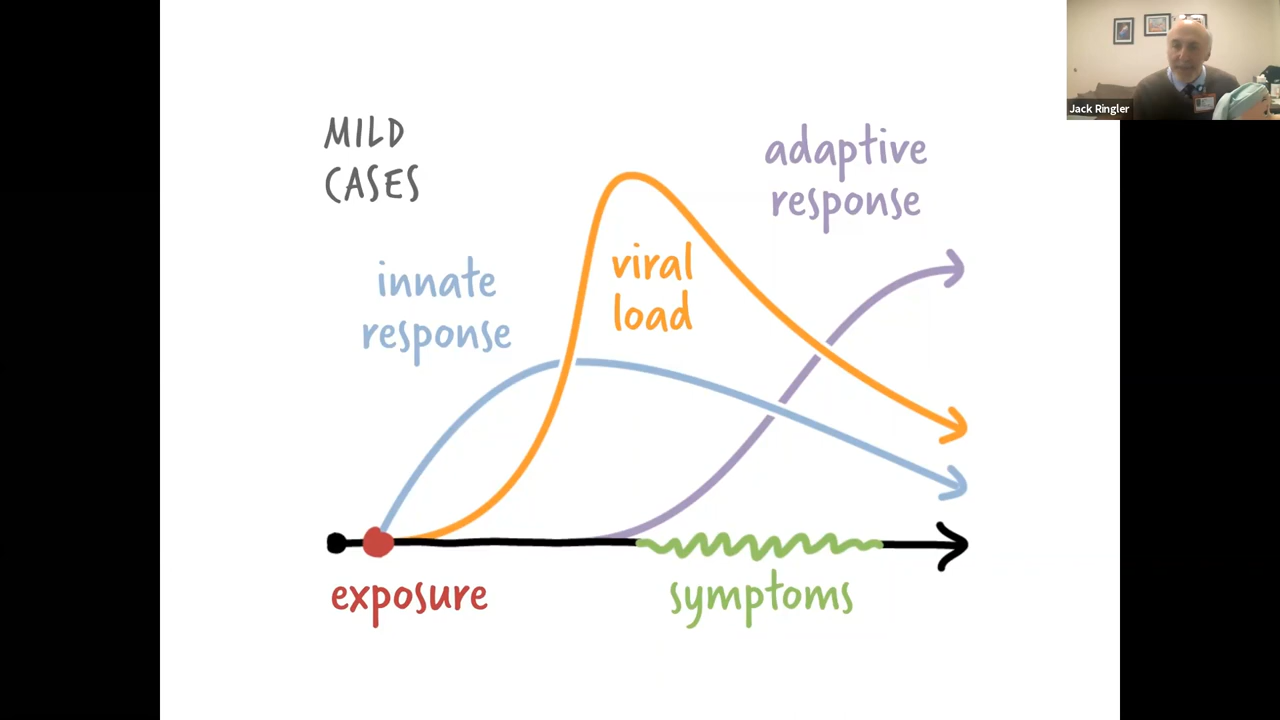 Jack Ringler
MILD
CASES
adaptive
response
innate
response
viral
load
exposure
symptoms